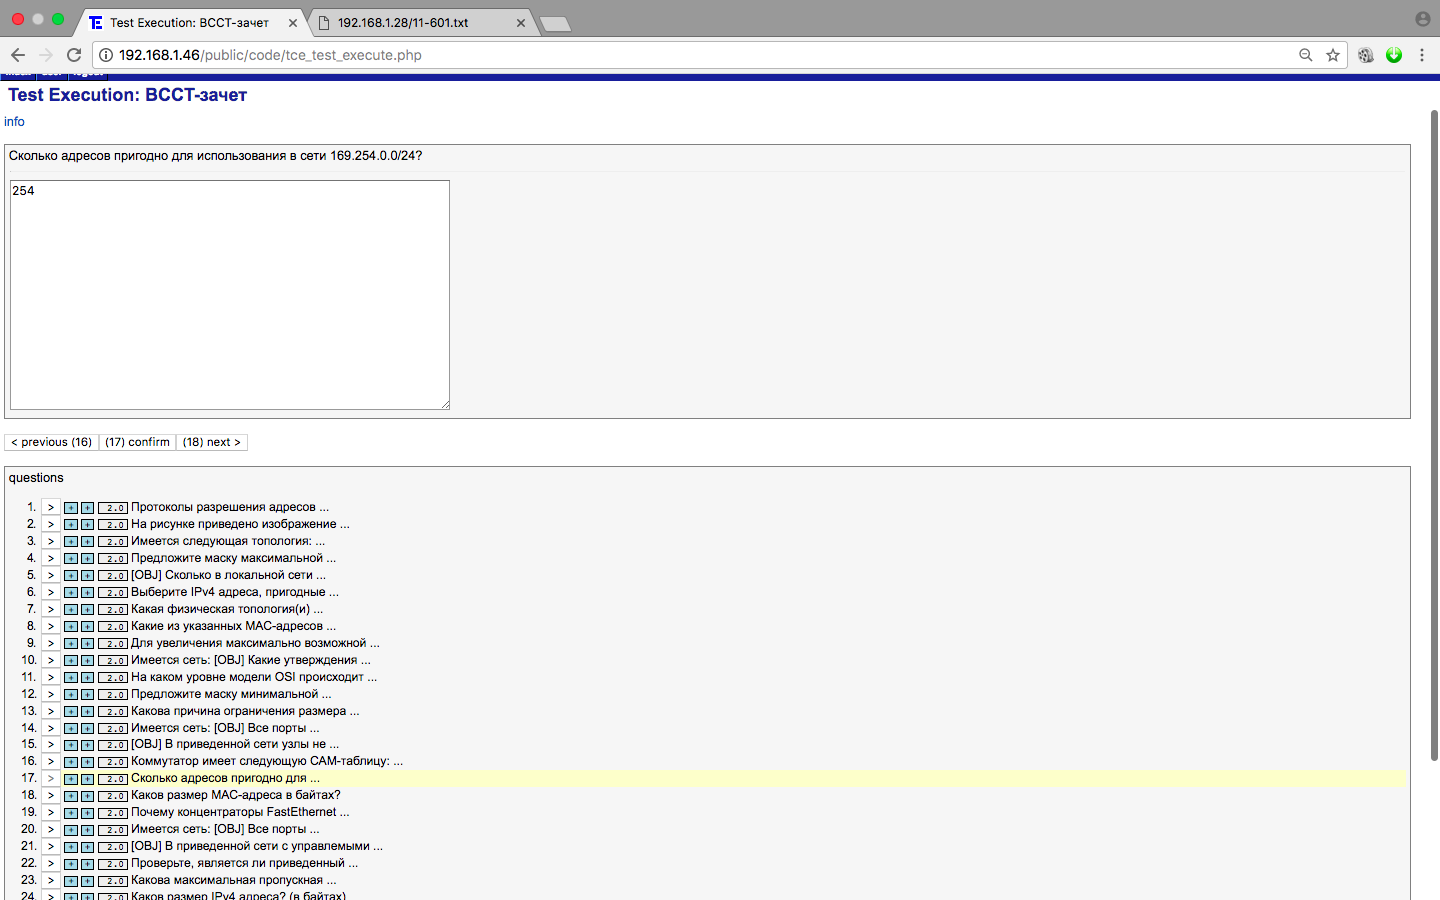 Test Execution: ВССТ-зачет
192.168.1.28/11-601.txt
192.168.1.46/public/code/tce_test_execute.php
Test Execution: ВССТ-зачет
info
Сколько адресов пригодно для использования в сети 169.254.0.0/24?
254
< previous (16) (17) confirm (18) next >
questions
1. > + + 2.0 Протоколы разрешения адресов ...
2. > + + 2.0 На рисунке приведено изображение ...
3. > + + 2.0 Имеется следующая топология: ...
4. > + + 2.0 Предложите маску максимальной ...
5. > + + 2.0 [OBJ] Сколько в локальной сети ...
6. > + + 2.0 Выберите IPv4 адреса, пригодные ...
7. > + + 2.0 Какая физическая топология(и) ...
8. > + + 2.0 Какие из указанных MAC-адресов ...
9. > + + 2.0 Для увеличения максимально возможной ...
10. > + + 2.0 Имеется сеть: [OBJ] Какие утверждения ...
11. > + + 2.0 На каком уровне модели OSI происходит ...
12. > + + 2.0 Предложите маску минимальной ...
13. > + + 2.0 Какова причина ограничения размера ...
14. > + + 2.0 Имеется сеть: [OBJ] Все порты ...
15. > + + 2.0 [OBJ] В приведенной сети узлы не ...
16. > + + 2.0 Коммутатор имеет следующую CAM-таблицу: ...
17. > + + 2.0 Сколько адресов пригодно для ...
18. > + + 2.0 Каков размер MAC-адреса в байтах?
19. > + + 2.0 Почему концентраторы FastEthernet ...
20. > + + 2.0 Имеется сеть: [OBJ] Все порты ...
21. > + + 2.0 [OBJ] В приведенной сети с управлемыми ...
22. > + + 2.0 Проверьте, является ли приведенный ...
23. > + + 2.0 Какова максимальная пропускная ...
24. > + + 2.0 Каков размер IPv4 адреса? (в байтах)